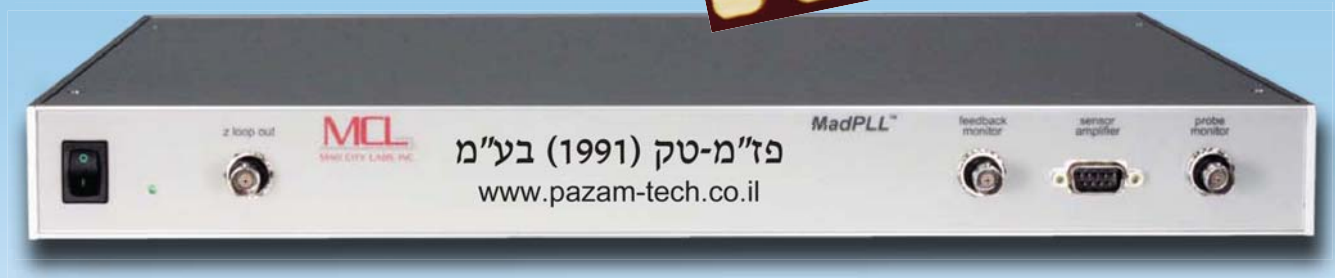 z loop out
MCL
MAD CITY LABS, INC.
פז"מ-טק (1991) בע"מ
www.pazam-tech.co.il
MadPLL™
feedback
monitor
sensor
amplifier
probe
monitor